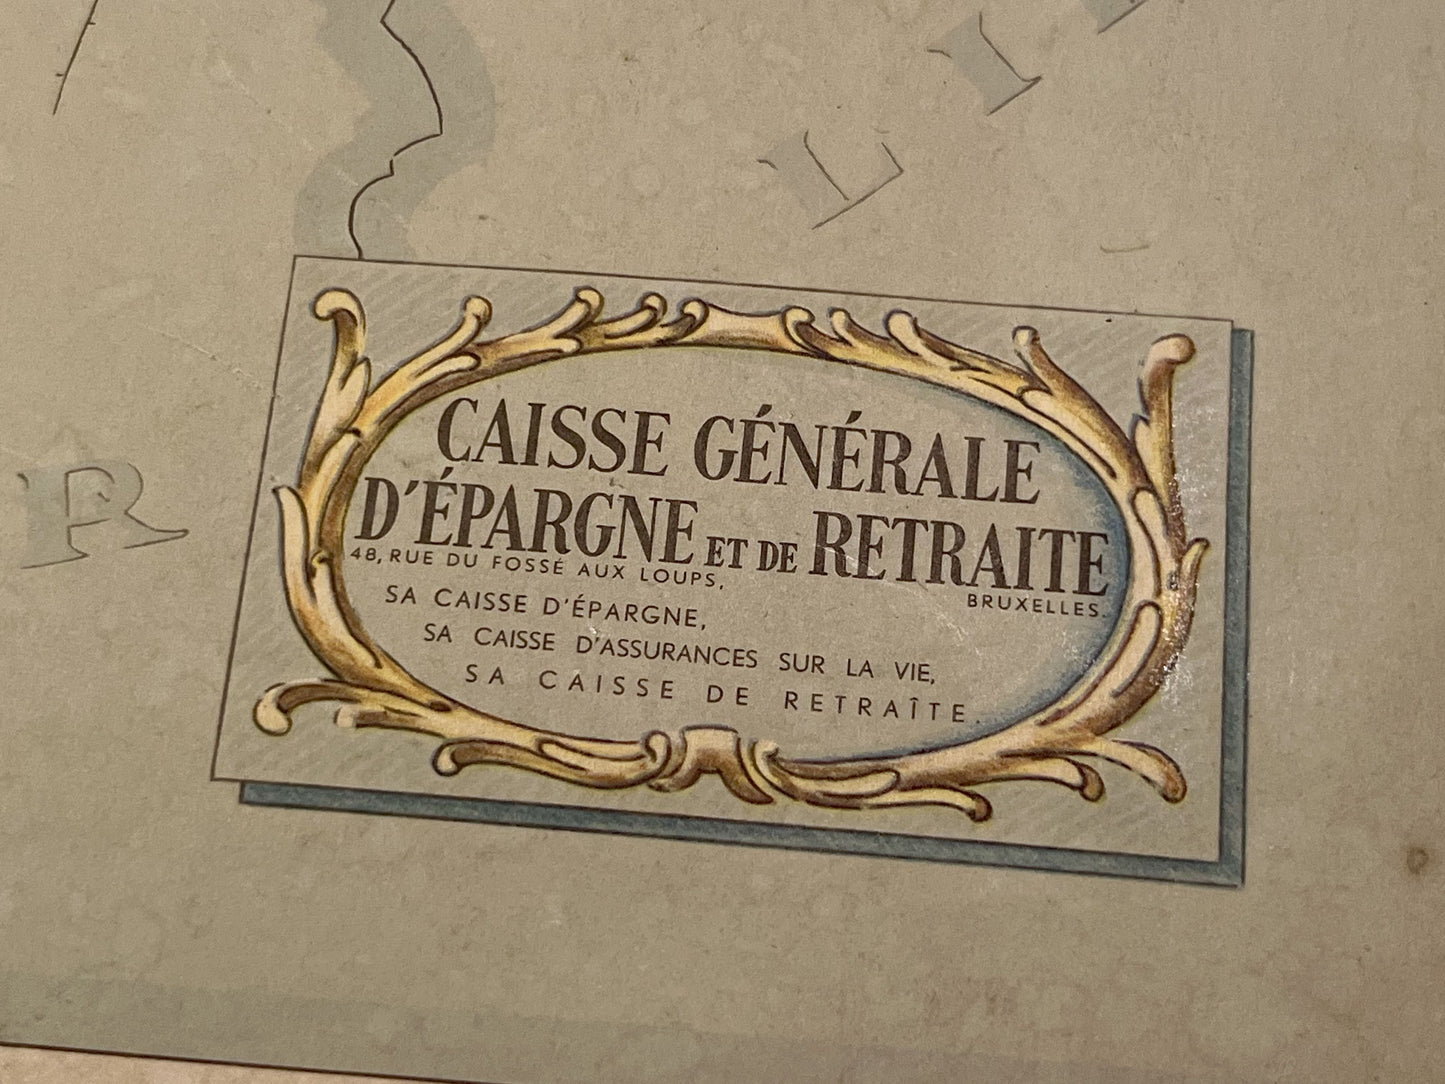 L I
R
CAISSE GÉNÉRALE
D'ÉPARGNE ET DE RETRAITE
48, RUE DU FOSSÉ AUX LOUPS,
BRUXELLES.
SA CAISSE D'ÉPARGNE,
SA CAISSE D'ASSURANCES SUR LA VIE,
SA CAISSE DE RETRAÎTE.